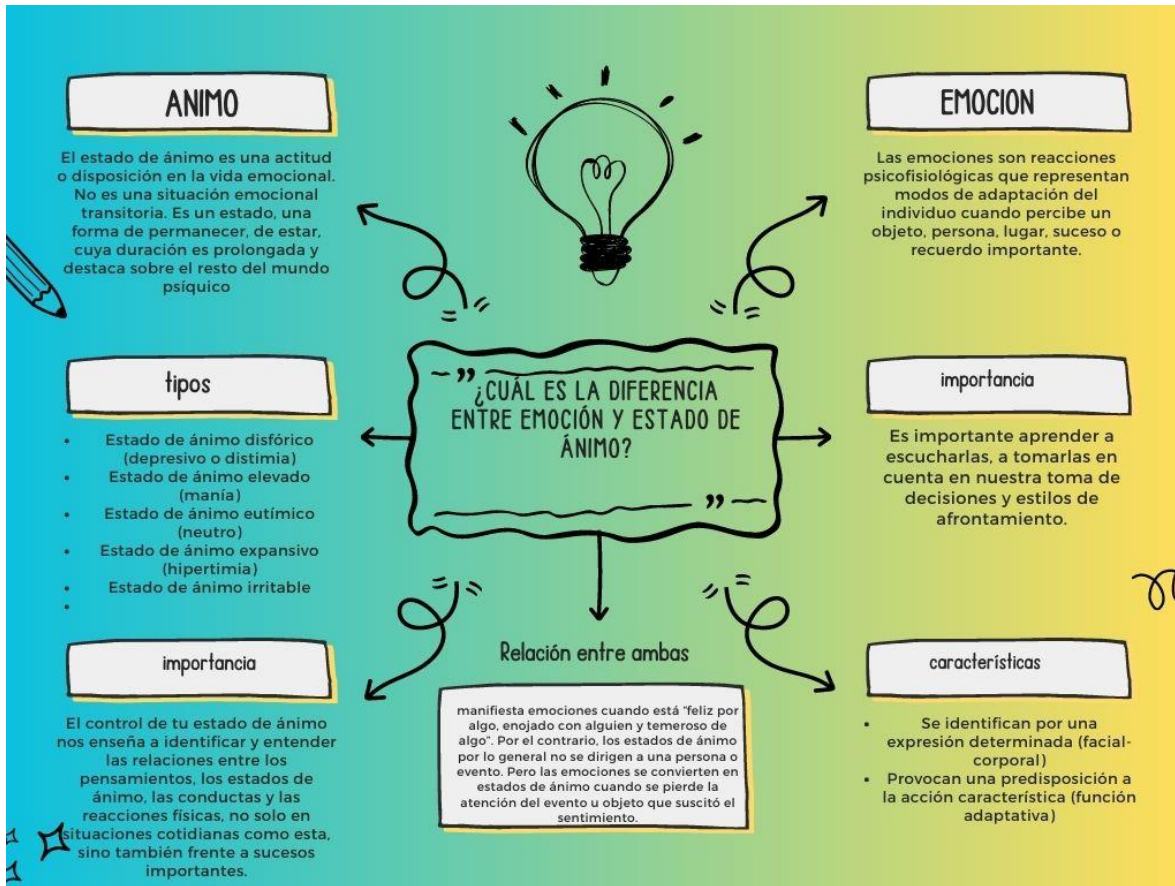 ANIMO
El estado de ánimo es una actitud
o disposición en la vida emocional.
No es una situación emocional
transitoria. Es un estado, una
forma de permanecer, de estar,
cuya duración es prolongada y
destaca sobre el resto del mundo
psíquico
tipos
• Estado de ánimo disfórico
(depresivo o distimia)
• Estado de ánimo elevado
(manía)
• Estado de ánimo eutímico
(neutro)
• Estado de ánimo expansivo
(hipertimia)
• Estado de ánimo irritable
•
importancia
El control de tu estado de ánimo
nos enseña a identificar y entender
las relaciones entre los
pensamientos, los estados de
ánimo, las conductas y las
reacciones físicas, no solo en
situaciones cotidianas como esta,
sino también frente a sucesos
importantes.
”
¿CUÁL ES LA DIFERENCIA
ENTRE EMOCIÓN Y ESTADO DE
ÁNIMO?
”
Relación entre ambas
manifiesta emociones cuando está "feliz por
algo, enojado con alguien y temeroso de
algo". Por el contrario, los estados de ánimo
por lo general no se dirigen a una persona o
evento. Pero las emociones se convierten en
estados de ánimo cuando se pierde la
atención del evento u objeto que suscitó el
sentimiento.
EMOCION
Las emociones son reacciones
psicofisiológicas que representan
modos de adaptación del
individuo cuando percibe un
objeto, persona, lugar, suceso o
recuerdo importante.
importancia
Es importante aprender a
escucharlas, a tomarlas en
cuenta en nuestra toma de
decisiones y estilos de
afrontamiento.
características
• Se identifican por una
expresión determinada (facial-
corporal)
• Provocan una predisposición a
la acción característica (función
adaptativa)